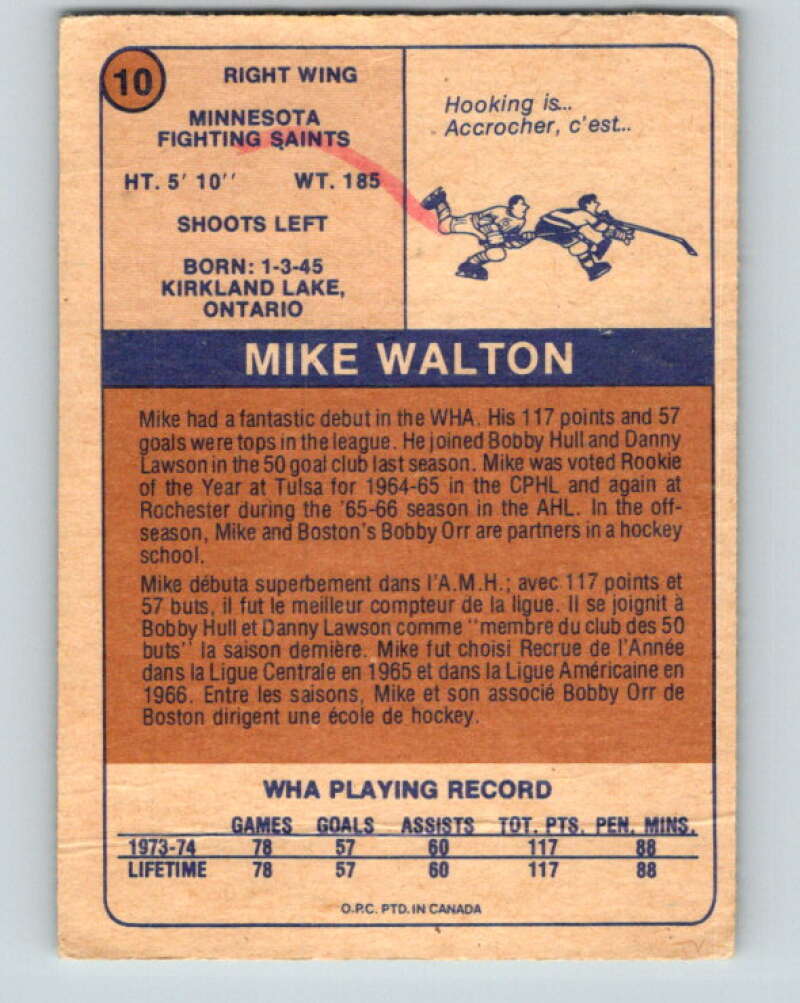 10
RIGHT WING
MINNESOTA
FIGHTING SAINTS
HT. 5' 10'' WT. 185
SHOOTS LEFT
BORN: 1-3-45
KIRKLAND LAKE,
ONTARIO
Hooking is...
Accrocher, c'est...
MIKE WALTON
Mike had a fantastic debut in the WHA. His 117 points and 57
goals were tops in the league. He joined Bobby Hull and Danny
Lawson in the 50 goal club last season. Mike was voted Rookie
of the Year at Tulsa for 1964-65 in the CPHL and again at
Rochester during the '65-66 season in the AHL. In the off-
season, Mike and Boston's Bobby Orr are partners in a hockey
school.
Mike débuta superbement dans l'A.M.H.; avec 117 points et
57 buts, il fut le meilleur compteur de la ligue. Il se joignit à
Bobby Hull et Danny Lawson comme "membre du club des 50
buts" la saison dernière. Mike fut choisi Recrue de l'Année
dans la Ligue Centrale en 1965 et dans la Ligue Américaine en
1966. Entre les saisons, Mike et son associé Bobby Orr de
Boston dirigent une école de hockey.
WHA PLAYING RECORD
GAMES GOALS ASSISTS TOT. PTS. PEN. MINS.
1973-74 78 57 60 117 88
LIFETIME 78 57 60 117 88
O.P.C. PTD. IN CANADA